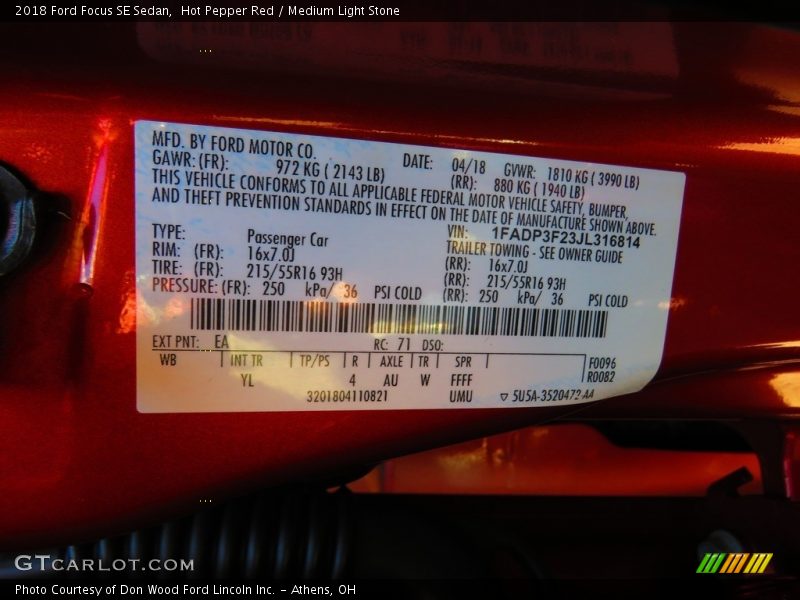 2018 Ford Focus SE Sedan,  Hot Pepper Red / Medium Light Stone
MFD. BY FORD MOTOR CO.
DATE: 04/18 GVWR: 1810 KG ( 3990 LB)
GAWR: (FR): 972 KG ( 2143 LB) (RR): 880 KG ( 1940 LB)
THIS VEHICLE CONFORMS TO ALL APPLICABLE FEDERAL MOTOR VEHICLE SAFETY, BUMPER,
AND THEFT PREVENTION STANDARDS IN EFFECT ON THE DATE OF MANUFACTURE SHOWN ABOVE.
VIN: 1FADP3F23JL316814
TYPE: Passenger Car TRAILER TOWING - SEE OWNER GUIDE
RIM: (FR): 16x7.0J (RR): 16x7.0J
TIRE: (FR): 215/55R16 93H (RR): 215/55R16 93H
PRESSURE: (FR): 250 kPa/ 36 PSI COLD (RR): 250 kPa/ 36 PSI COLD
EXT PNT: EA RC: 71 DSO:
WB INT TR TP/PS R AXLE TR SPR F0096
YL 4 AU W FFFF R0082
3201804110821 UMU ▽ 5U5A-3520472-AA
GTCARLOT.COM
Photo Courtesy of Don Wood Ford Lincoln Inc. - Athens, OH